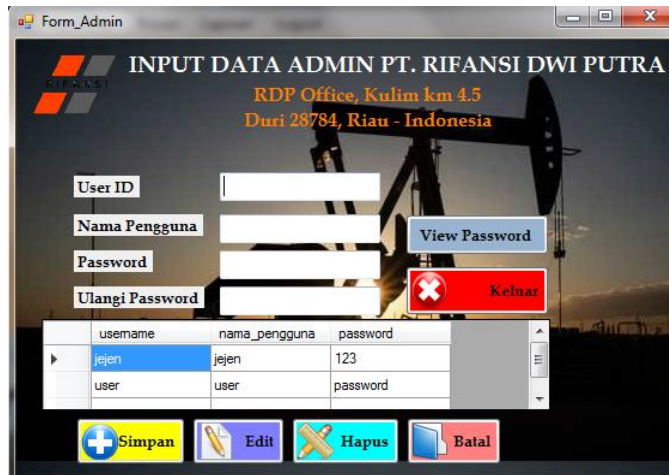 Form_Admin
RIFANSI
INPUT DATA ADMIN PT. RIFANSI DWI PUTRA
RDP Office, Kulim km 4.5
Duri 28784, Riau - Indonesia
User ID
Nama Pengguna
View Password
Password
Keluar
Ulangi Password
username nama_pengguna password
jejen jejen 123
user user password
Simpan Edit Hapus Batal